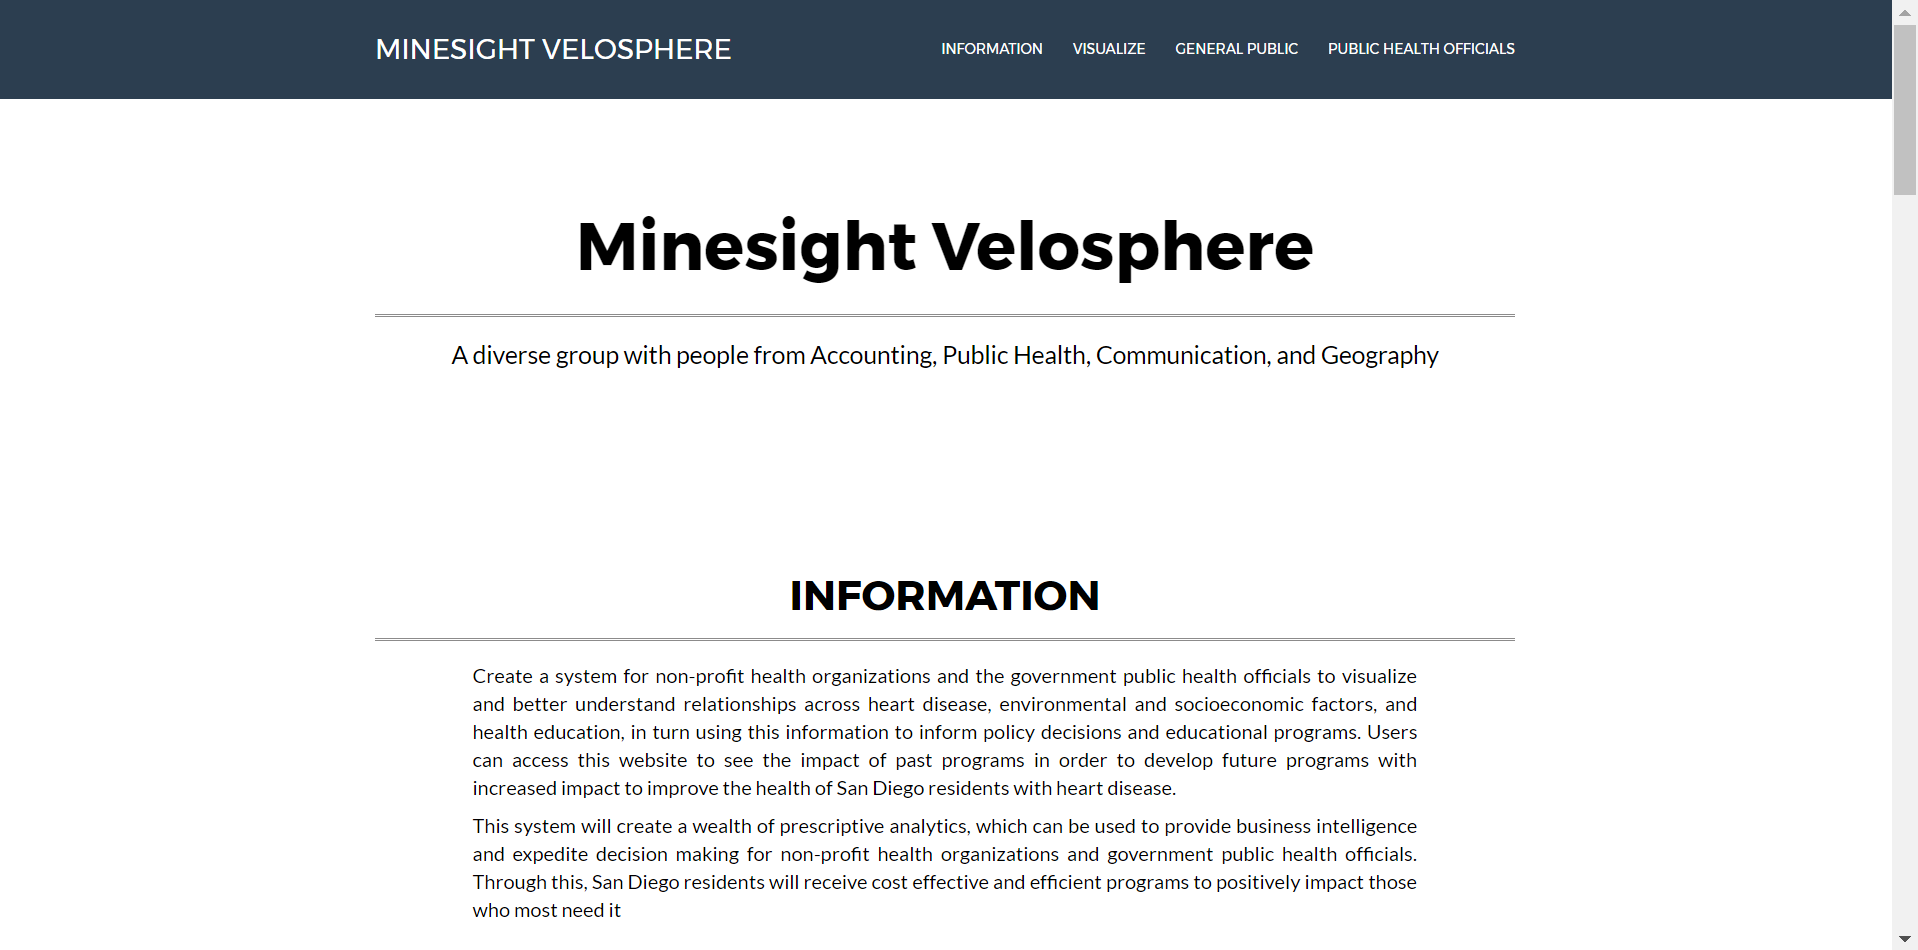 MINESIGHT VELOSPHERE
INFORMATION VISUALIZE GENERAL PUBLIC PUBLIC HEALTH OFFICIALS
Minesight Velosphere
A diverse group with people from Accounting, Public Health, Communication, and Geography
INFORMATION
Create a system for non-profit health organizations and the government public health officials to visualize
and better understand relationships across heart disease, environmental and socioeconomic factors, and
health education, in turn using this information to inform policy decisions and educational programs. Users
can access this website to see the impact of past programs in order to develop future programs with
increased impact to improve the health of San Diego residents with heart disease.
This system will create a wealth of prescriptive analytics, which can be used to provide business intelligence
and expedite decision making for non-profit health organizations and government public health officials.
Through this, San Diego residents will receive cost effective and efficient programs to positively impact those
who most need it